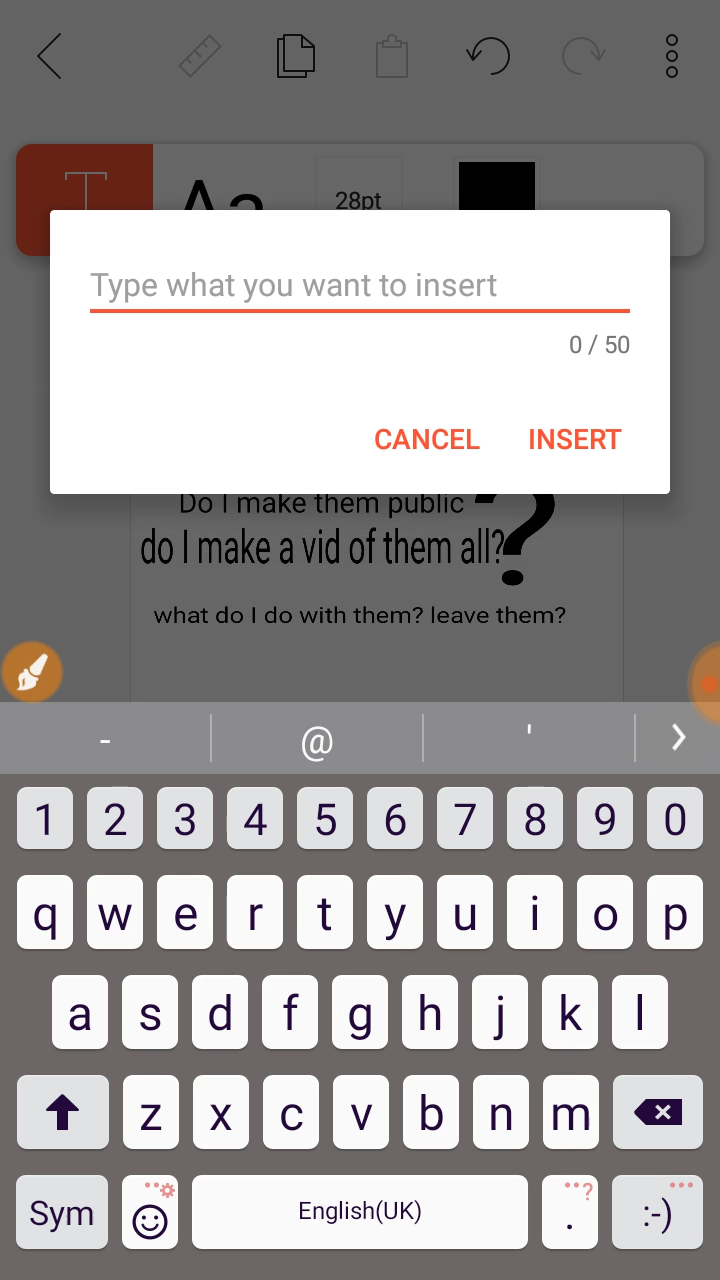 T
Aa
28pt
Type what you want to insert
0 / 50
CANCEL INSERT
Do I make them public
do I make a vid of them all?
?
what do I do with them? leave them?
- @ '
1 2 3 4 5 6 7 8 9 0
q w e r t y u i o p
a s d f g h j k l
z x c v b n m
Sym English(UK) . ? :-)